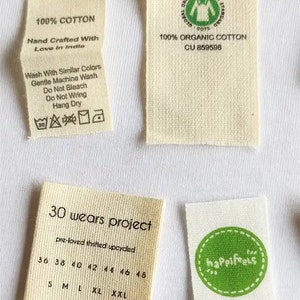 100% COTTON
Hand Crafted With
Love In India
Wash With Similar Colors
Gentle Machine Wash
Do Not Bleach
Do Not Wring
Hang Dry
100% ORGANIC COTTON
CU 859598
30 wears project
pre-loved thrifted upcycled
36 38 40 42 44 46 48
S M L XL XXL
happifeels